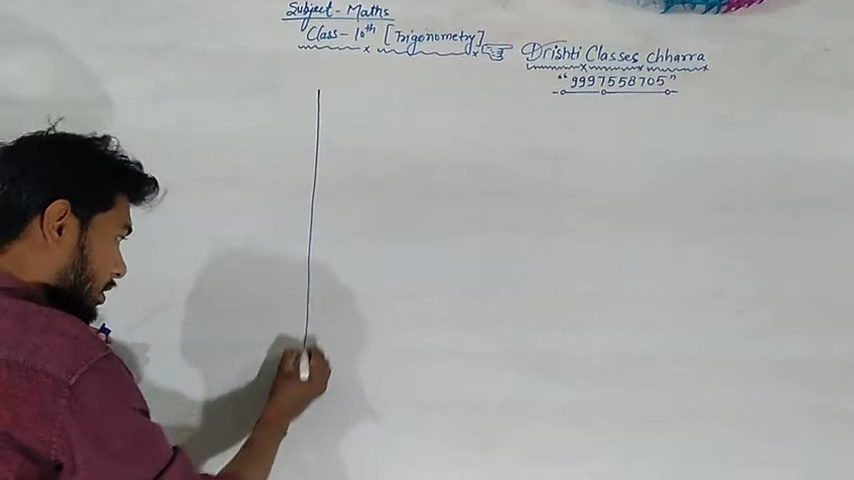 Subject - Maths
Class - 10th [Trigonometry] Drishti Classes chharra
"9997558705"